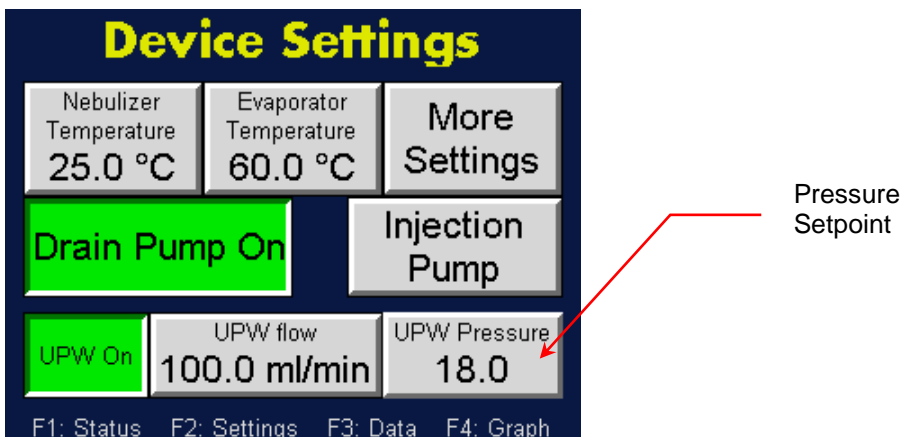 Device Settings
Nebulizer
Temperature
25.0 °C
Evaporator
Temperature
60.0 °C
More
Settings
Drain Pump On
Injection
Pump
Pressure
Setpoint
UPW On
UPW flow
100.0 ml/min
UPW Pressure
18.0
F1: Status F2: Settings F3: Data F4: Graph